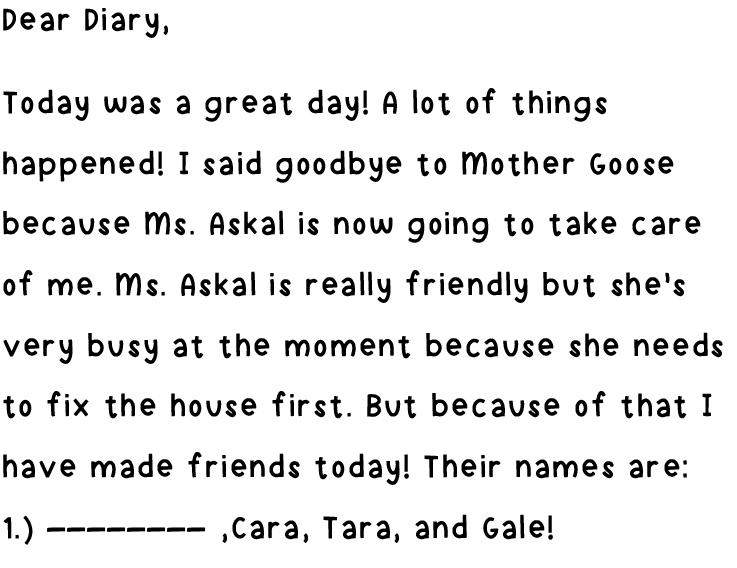 Dear Diary,
Today was a great day! A lot of things
happened! I said goodbye to Mother Goose
because Ms. Askal is now going to take care
of me. Ms. Askal is really friendly but she's
very busy at the moment because she needs
to fix the house first. But because of that I
have made friends today! Their names are:
1.) -------- ,Cara, Tara, and Gale!